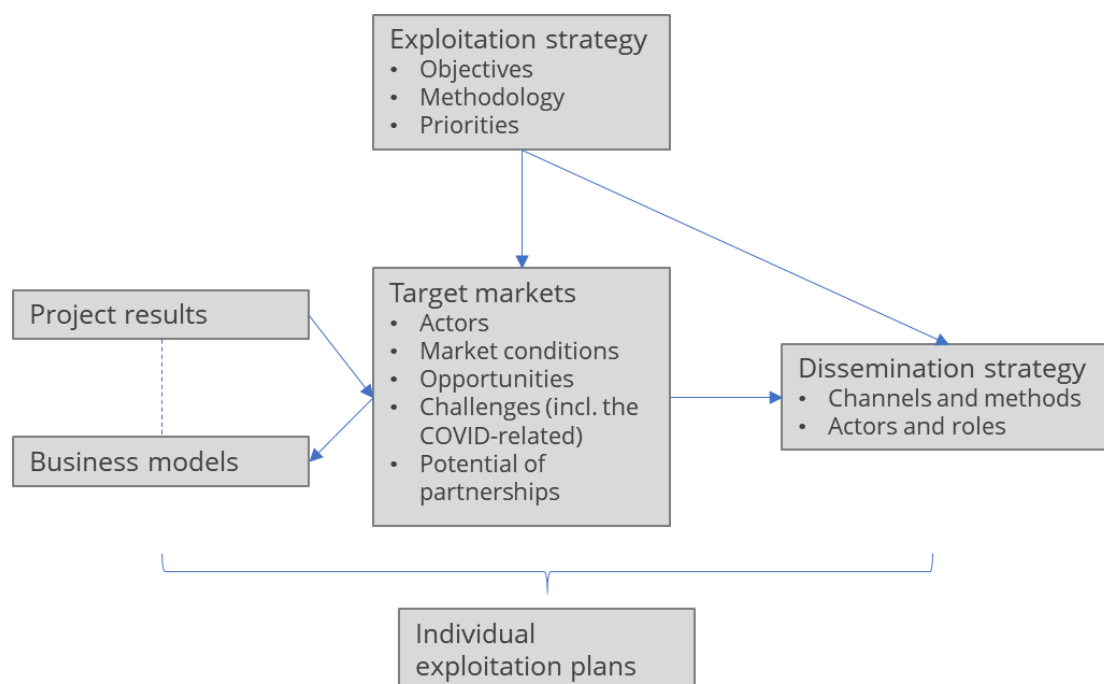 Exploitation strategy
• Objectives
• Methodology
• Priorities
Project results
Business models
Target markets
• Actors
• Market conditions
• Opportunities
• Challenges (incl. the
COVID-related)
• Potential of
partnerships
Dissemination strategy
• Channels and methods
• Actors and roles
Individual
exploitation plans